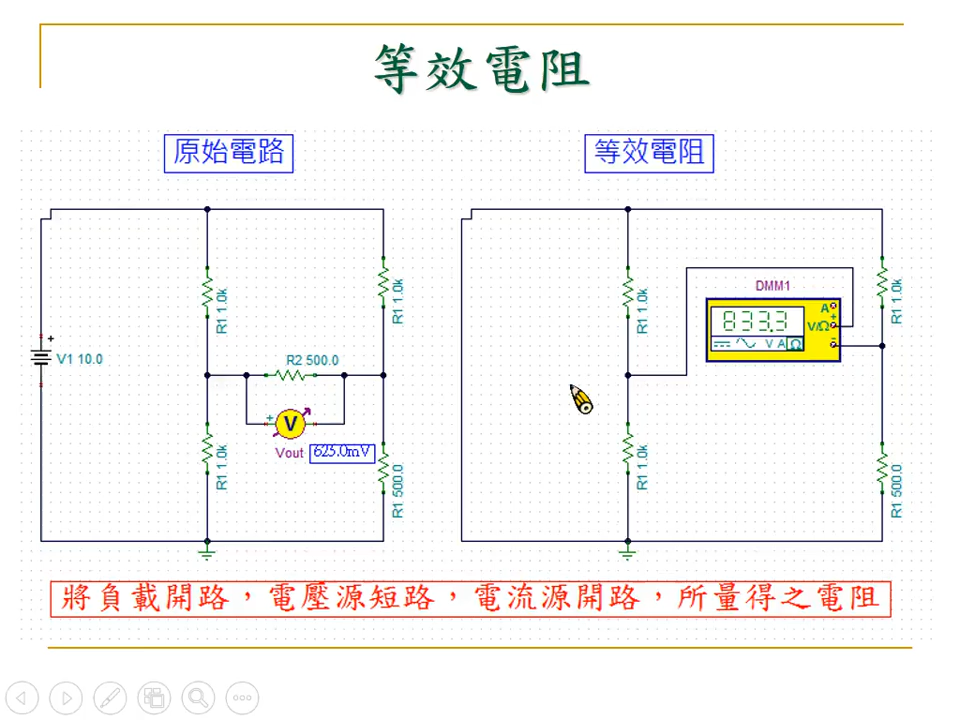 等效電阻
原始電路
等效電阻
R1 1.0k
R1 1.0k
R1 1.0k
R1 1.0k
DMM1
833.3
A
V/Ω
V A Ω
V1 10.0
R2 500.0
V
Vout 625.0mV
R1 1.0k
R1 500.0
R1 1.0k
R1 500.0
將負載開路，電壓源短路，電流源開路，所量得之電阻